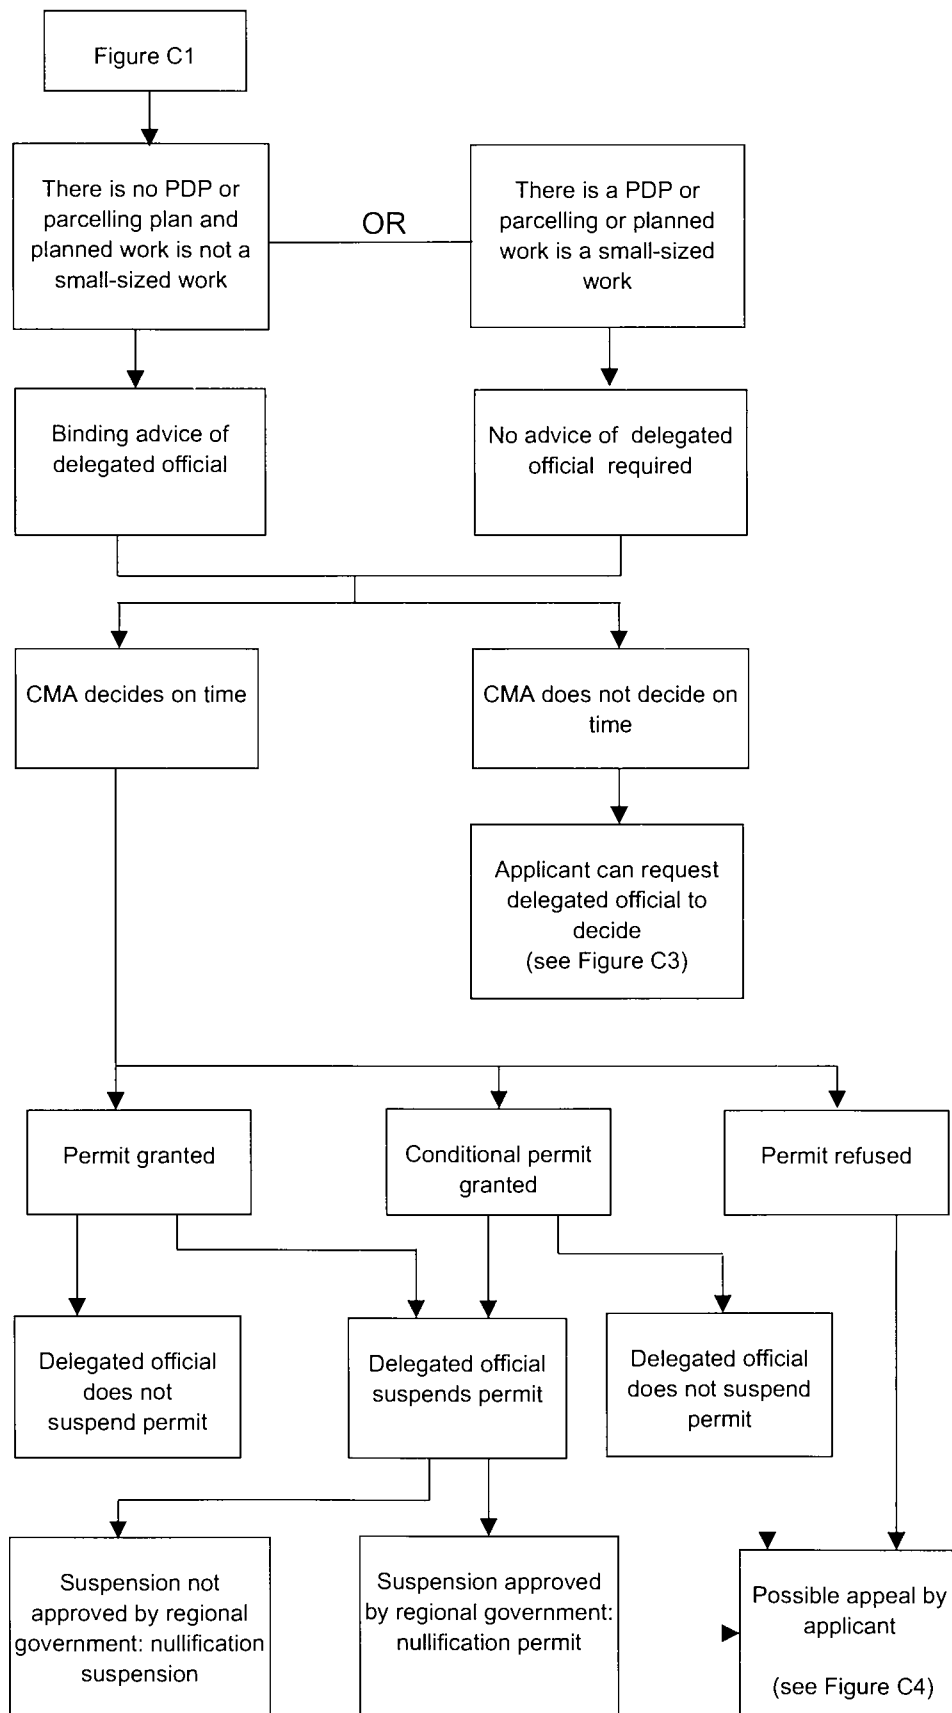 Figure C1
There is no PDP or
parcelling plan and
planned work is not a
small-sized work
OR
There is a PDP or
parcelling or planned
work is a small-sized
work
Binding advice of
delegated official
No advice of delegated
official required
CMA decides on time
CMA does not decide on
time
Applicant can request
delegated official to
decide
(see Figure C3)
Permit granted
Conditional permit
granted
Permit refused
Delegated official
does not
suspend permit
Delegated official
suspends permit
Delegated official
does not suspend
permit
Suspension not
approved by regional
government: nullification
suspension
Suspension approved
by regional government:
nullification permit
Possible appeal by
applicant
(see Figure C4)